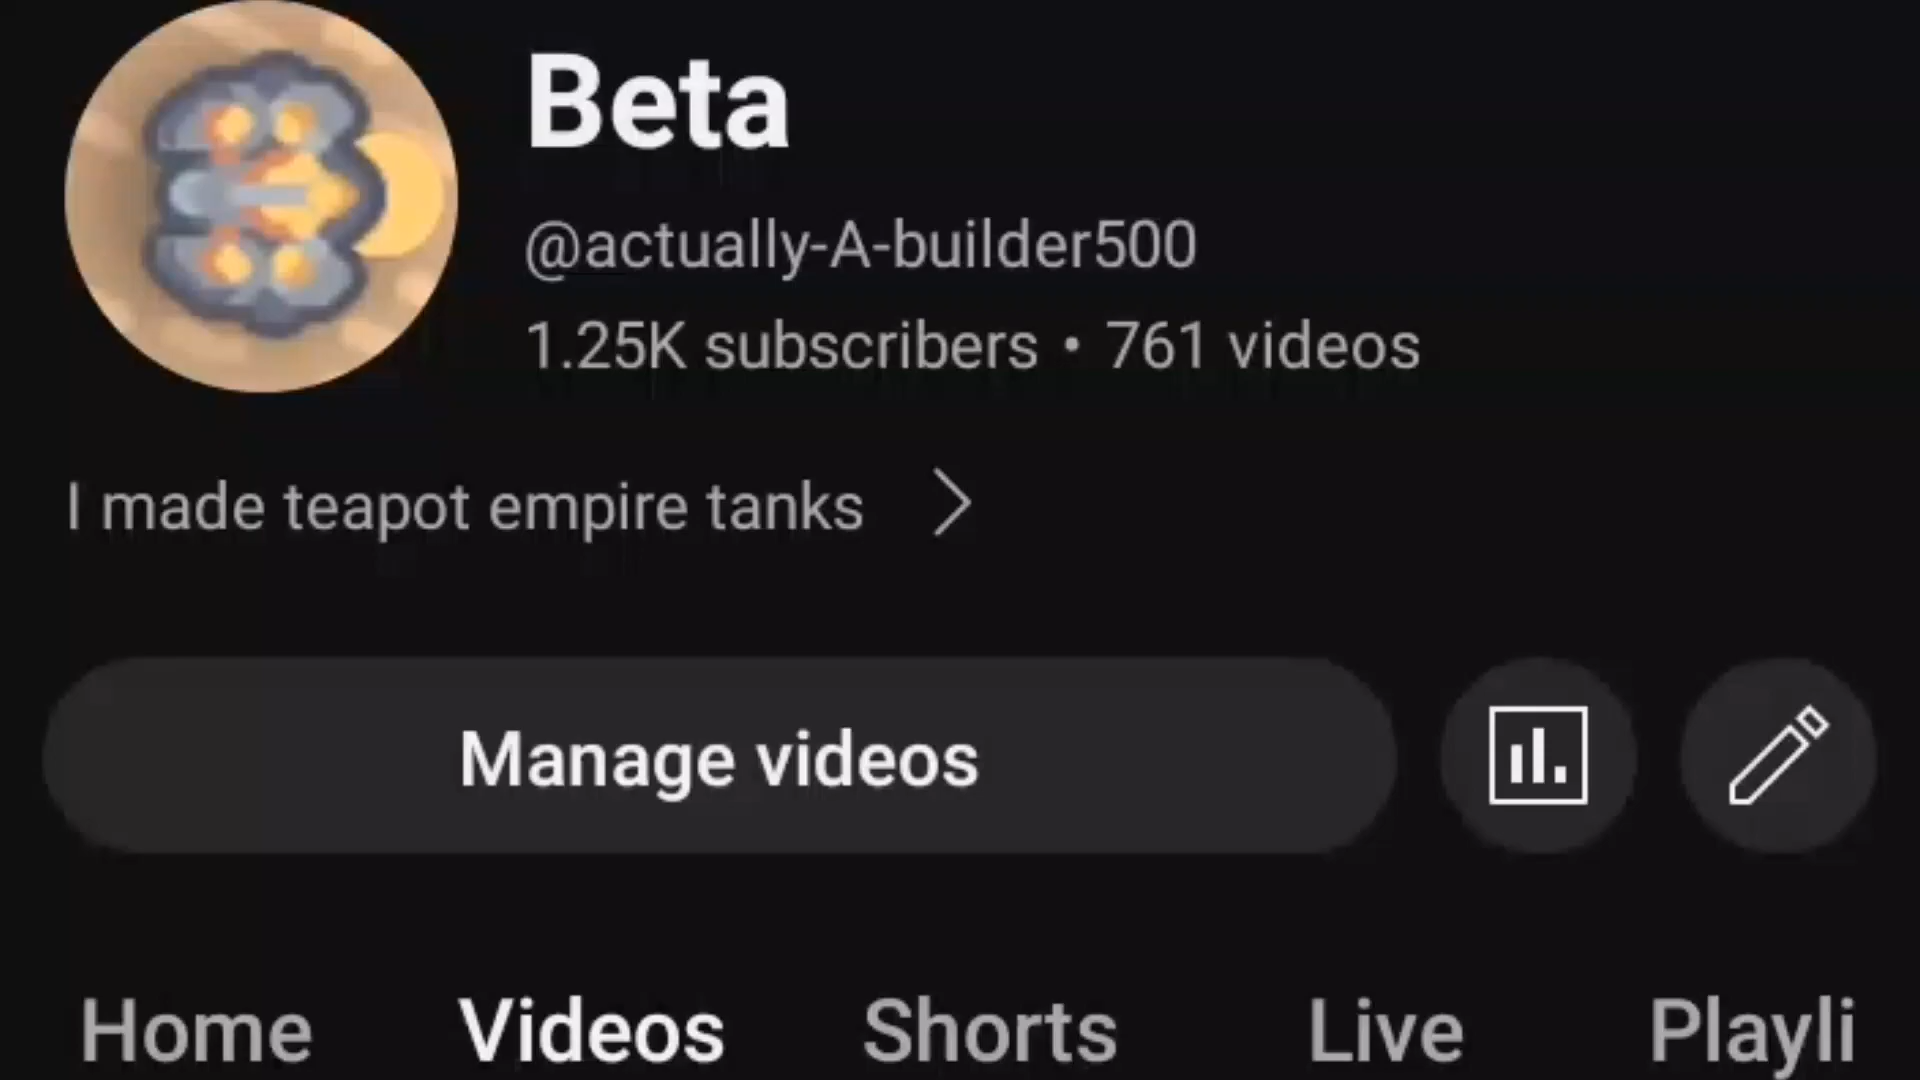 Beta
@actually-A-builder500
1.25K subscribers • 761 videos
I made teapot empire tanks
Manage videos
Home Videos Shorts Live Playli